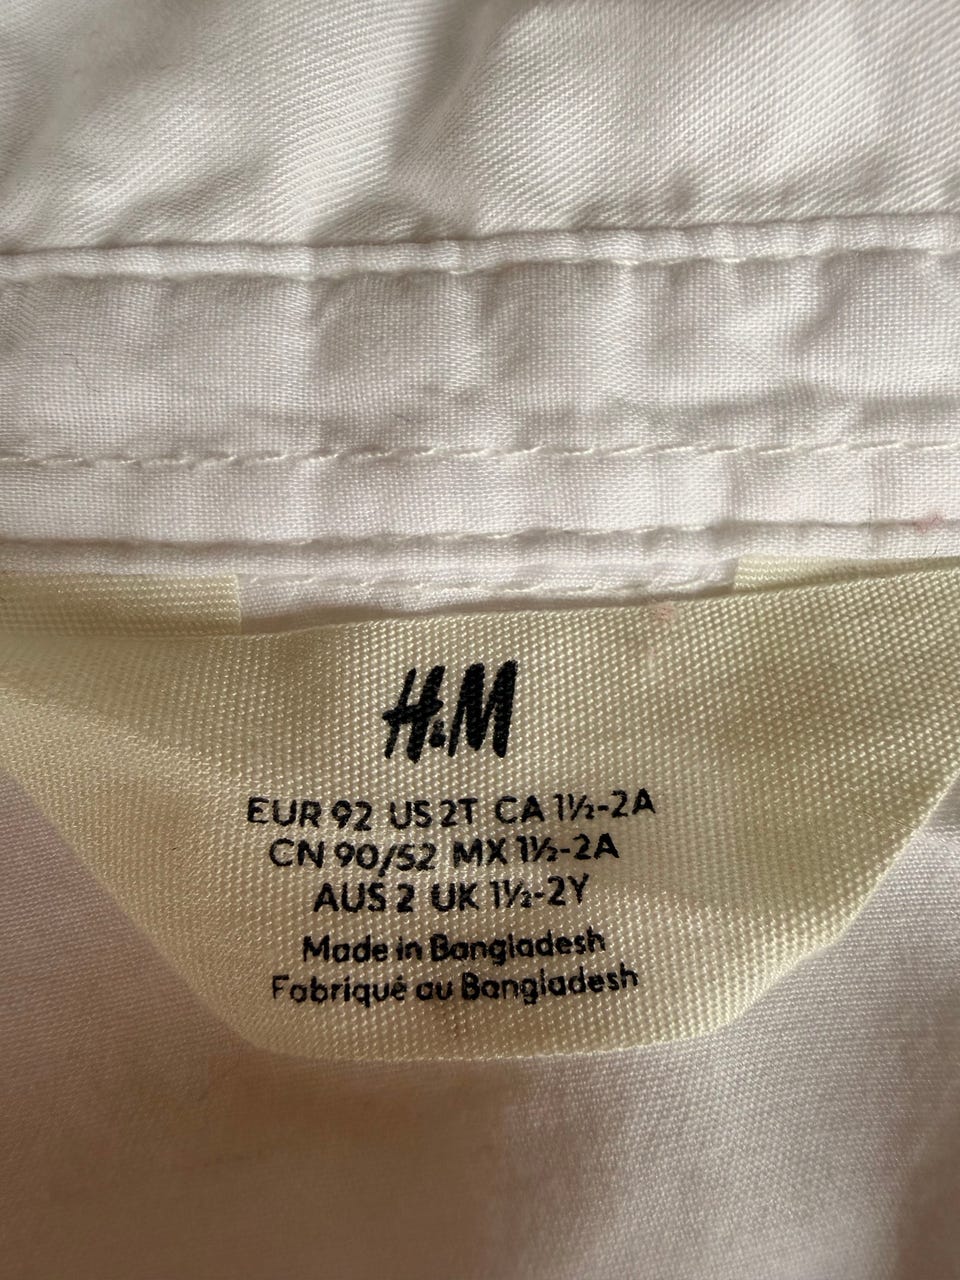 H&M
EUR 92 US 2T CA 1½-2A
CN 90/52 MX 1½-2A
AUS 2 UK 1½-2Y
Made in Bangladesh
Fabriqué au Bangladesh